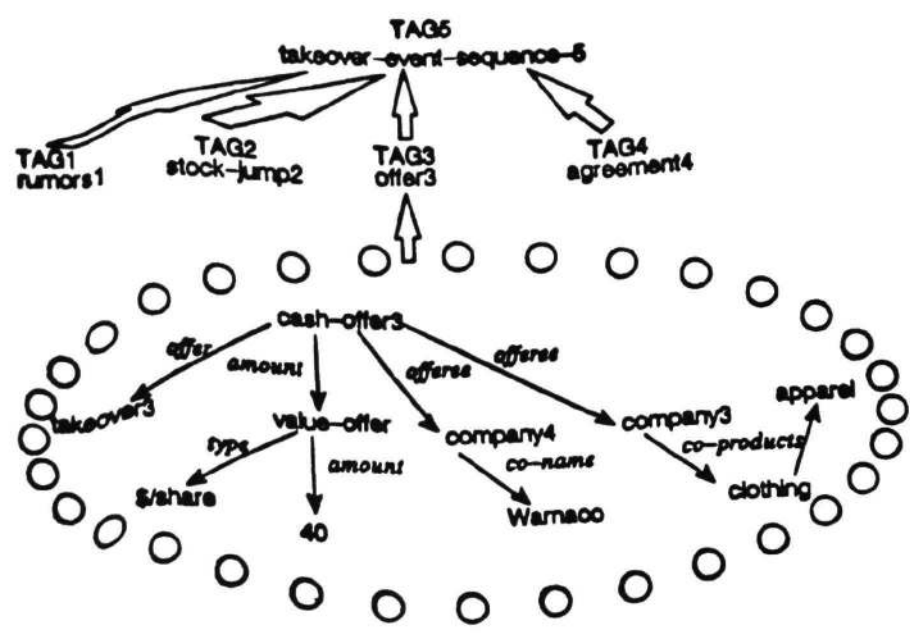 TAG5
takeover-event-sequence-5
TAG1
rumors1
TAG2
stock-jump2
TAG3
offer3
TAG4
agreement4
cash-offer3
offer
amount
offeree
offeree
takeover3
value-offer
company4
company3
apparel
type
amount
co-name
co-products
$/share
40
Warnaco
clothing